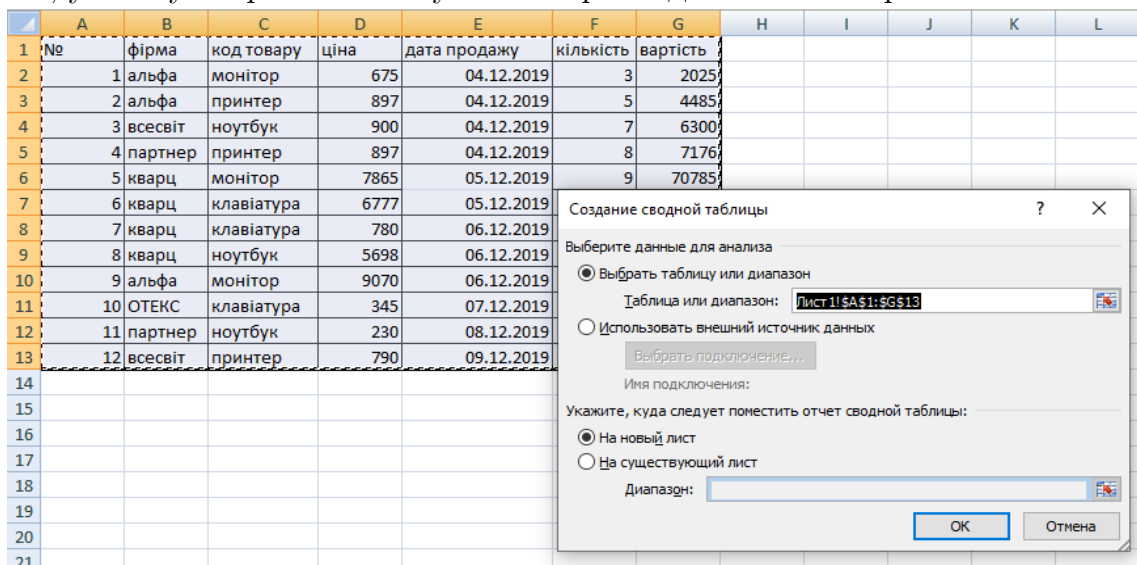 A B C D E F G H I J K L
1 № фірма код товару ціна дата продажу кількість вартість
2 1 альфа монітор 675 04.12.2019 3 2025
3 2 альфа принтер 897 04.12.2019 5 4485
4 3 всесвіт ноутбук 900 04.12.2019 7 6300
5 4 партнер принтер 897 04.12.2019 8 7176
6 5 кварц монітор 7865 05.12.2019 9 70785
7 6 кварц клавіатура 6777 05.12.2019
8 7 кварц клавіатура 780 06.12.2019
9 8 кварц ноутбук 5698 06.12.2019
10 9 альфа монітор 9070 06.12.2019
11 10 ОТЕКС клавіатура 345 07.12.2019
12 11 партнер ноутбук 230 08.12.2019
13 12 всесвіт принтер 790 09.12.2019
14
15
16
17
18
19
20
21
Создание сводной таблицы ?
Выберите данные для анализа
Выбрать таблицу или диапазон
Таблица или диапазон: Лист1!$A$1:$G$13
Использовать внешний источник данных
Выбрать подключение...
Имя подключения:
Укажите, куда следует поместить отчет сводной таблицы:
На новый лист
На существующий лист
Диапазон:
ОК Отмена